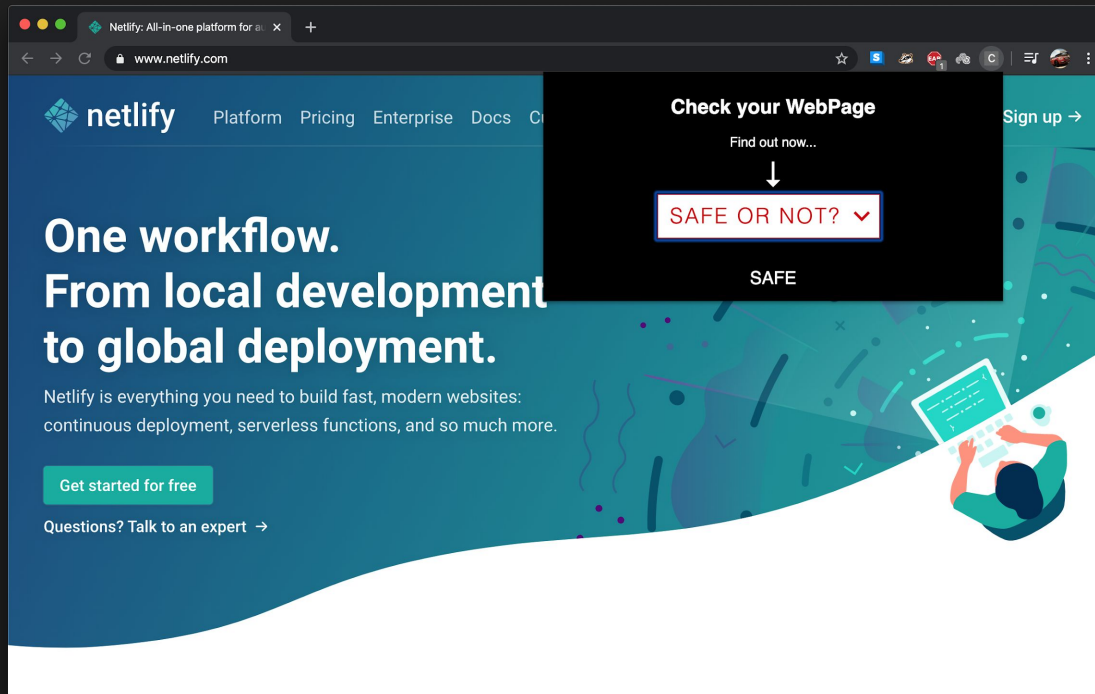 Netlify: All-in-one platform for au
www.netlify.com
S
EAP
1
C
netlify
Platform Pricing Enterprise Docs
Sign up →
Check your WebPage
Find out now...
SAFE OR NOT?
SAFE
One workflow.
From local development
to global deployment.
Netlify is everything you need to build fast, modern websites:
continuous deployment, serverless functions, and so much more.
Get started for free
Questions? Talk to an expert →